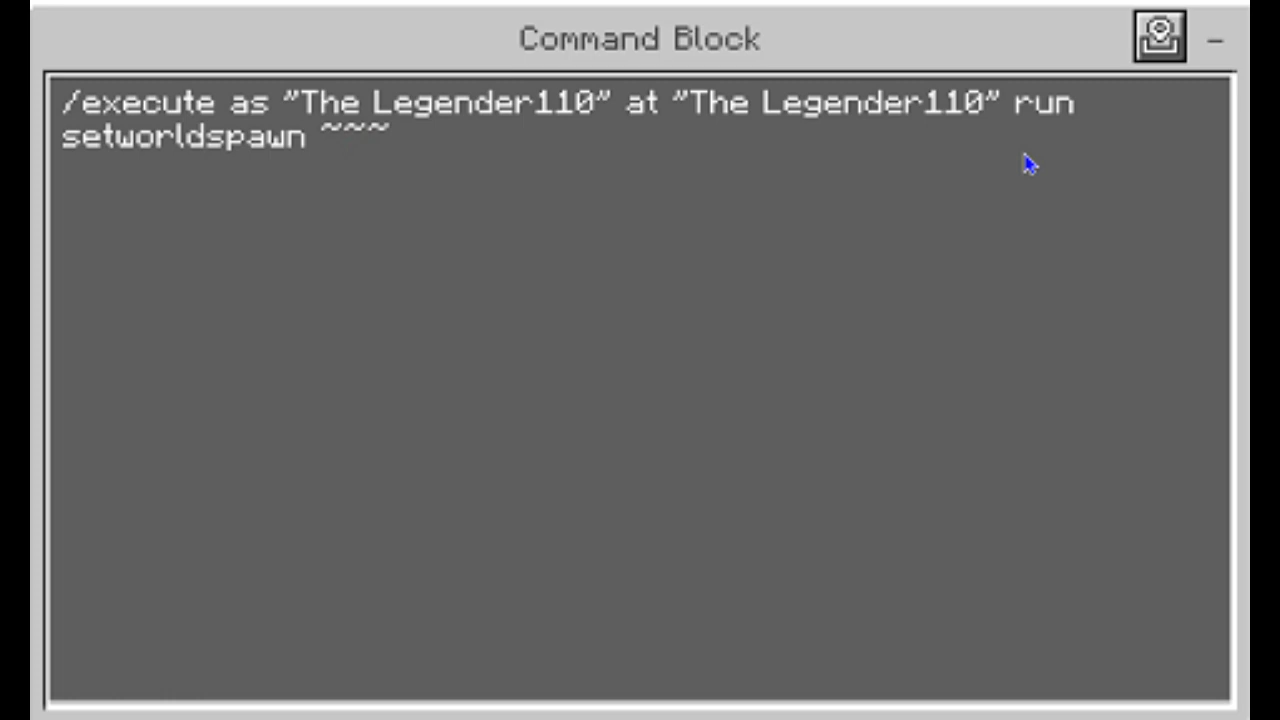 Command Block
/execute as "The Legender110" at "The Legender110" run
setworldspawn ~~~